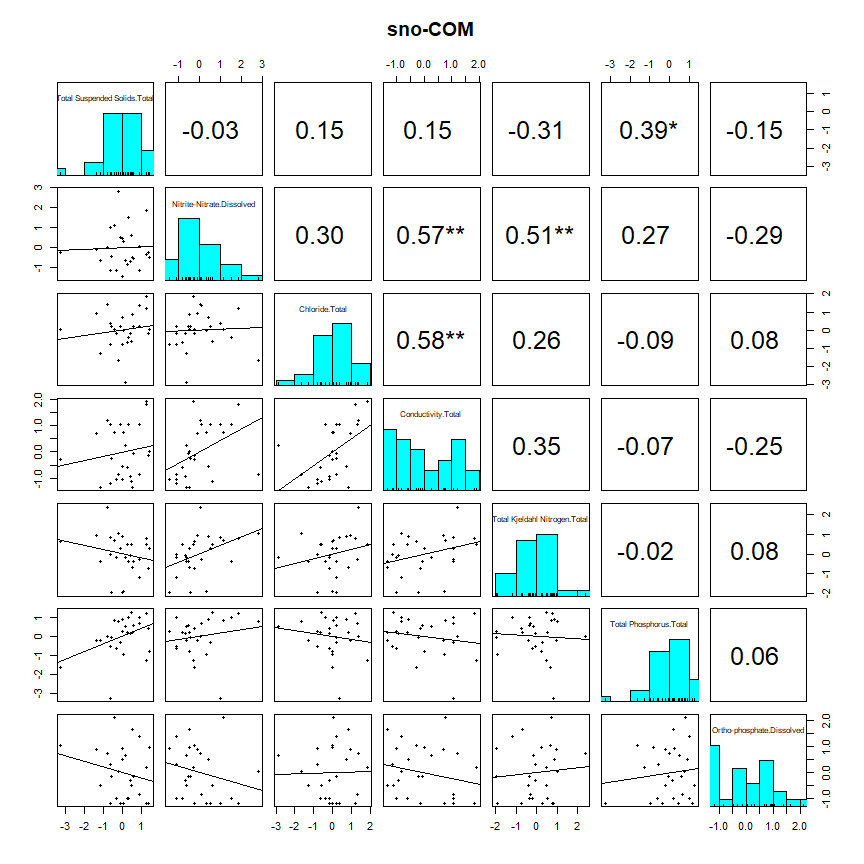 sno-COM
-1 0 1 2 3 -1.0 0.0 1.0 2.0 -3 -2 -1 0 1
Total Suspended Solids.Total -0.03 0.15 0.15 -0.31 0.39* -0.15 1 0 -1 -2 -3
3 2 1 0 -1 Nitrite-Nitrate.Dissolved 0.30 0.57** 0.51** 0.27 -0.29
Chloride.Total 0.58** 0.26 -0.09 0.08 2 1 0 -1 -2 -3
2.0 1.0 0.0 -1.0 Conductivity.Total 0.35 -0.07 -0.25
Total Kjeldahl Nitrogen.Total -0.02 0.08 2 1 0 -1 -2
1 0 -1 -2 -3 Total Phosphorus.Total 0.06
Ortho-phosphate.Dissolved 2.0 1.0 0.0 -1.0
-3 -2 -1 0 1 -3 -2 -1 0 1 2 -2 -1 0 1 2 -1.0 0.0 1.0 2.0